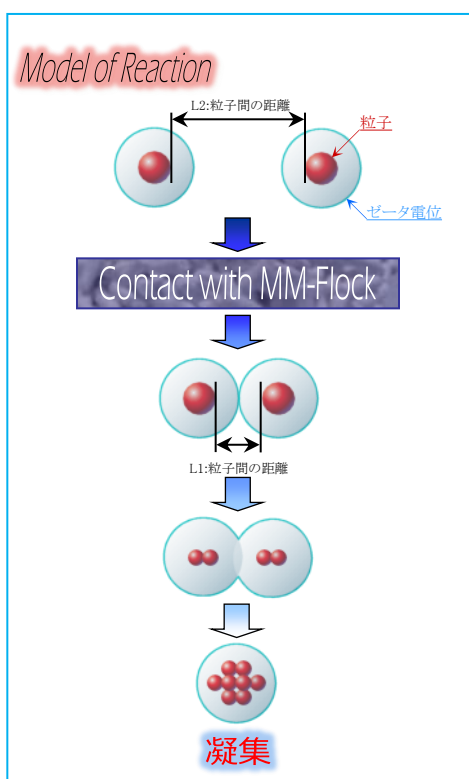 Model of Reaction
L2:粒子間の距離
粒子
ゼータ電位
Contact with MM-Flock
L1:粒子間の距離
凝集